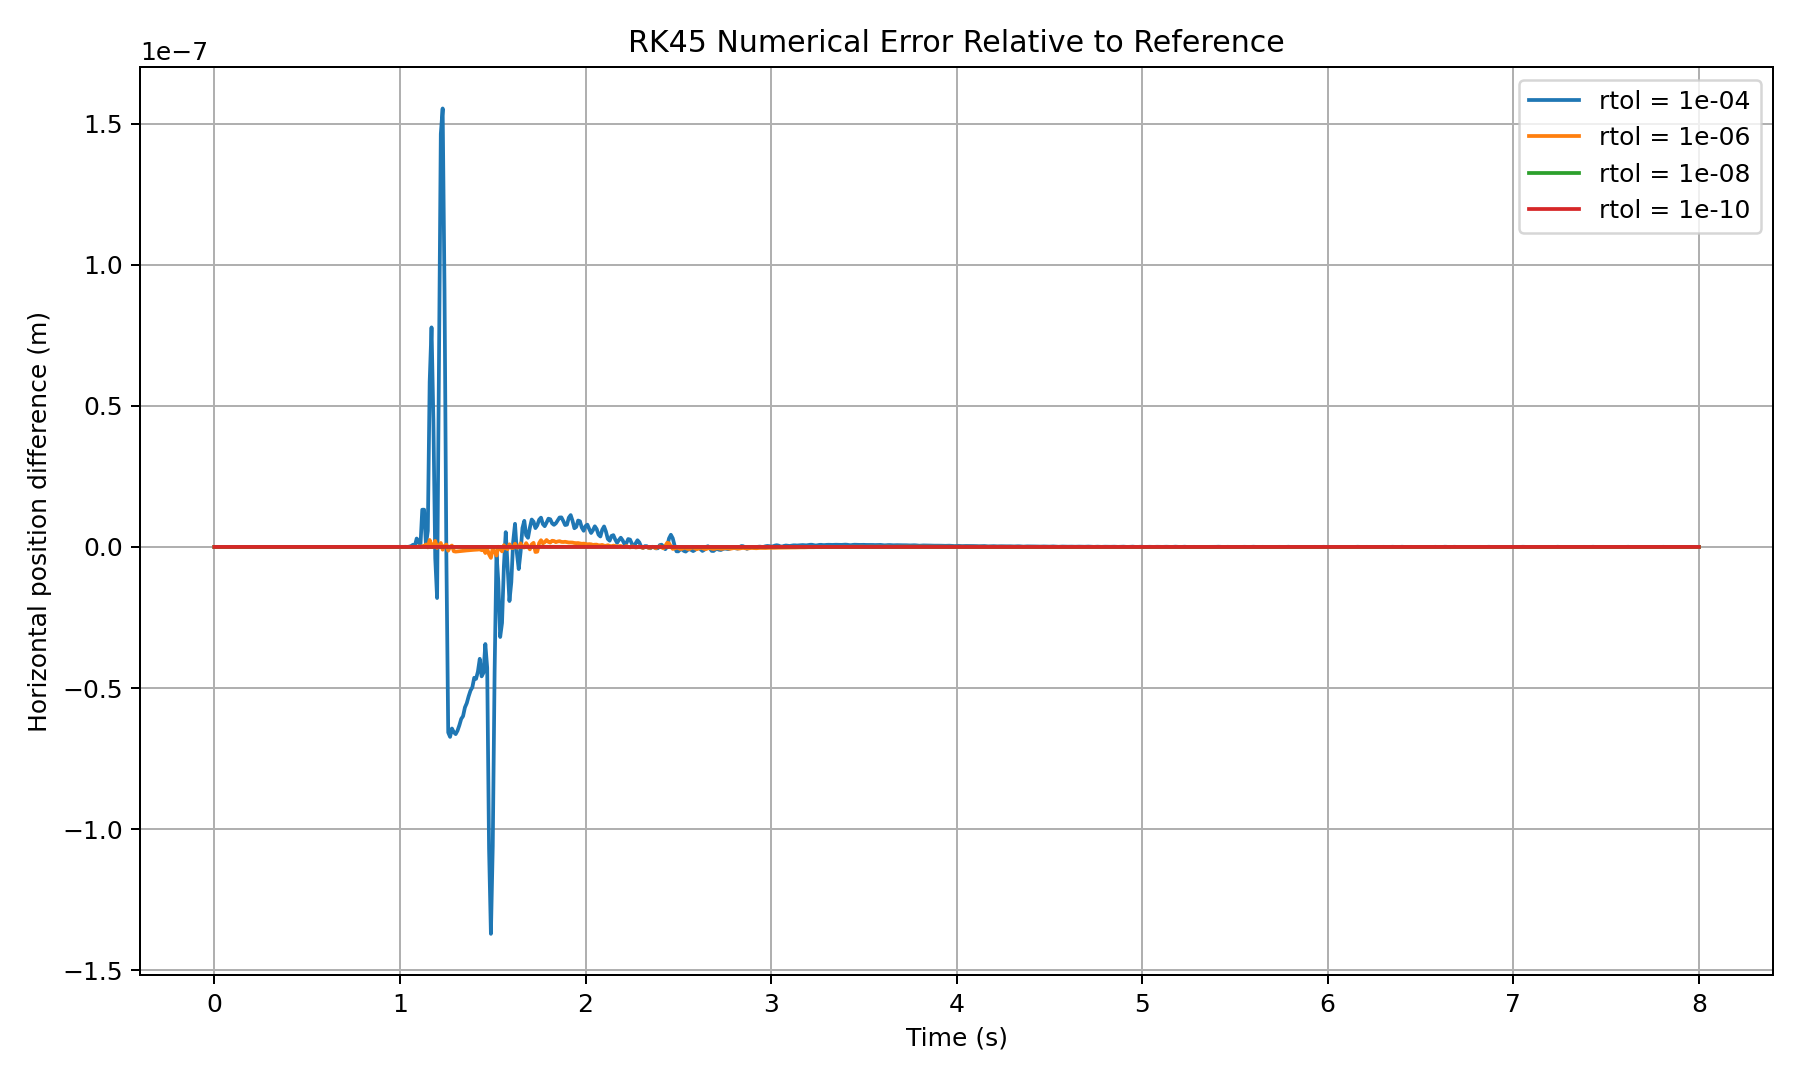 RK45 Numerical Error Relative to Reference
1e−7
rtol = 1e-04
rtol = 1e-06
rtol = 1e-08
rtol = 1e-10
1.5
1.0
0.5
0.0
−0.5
−1.0
−1.5
Horizontal position difference (m)
0 1 2 3 4 5 6 7 8
Time (s)